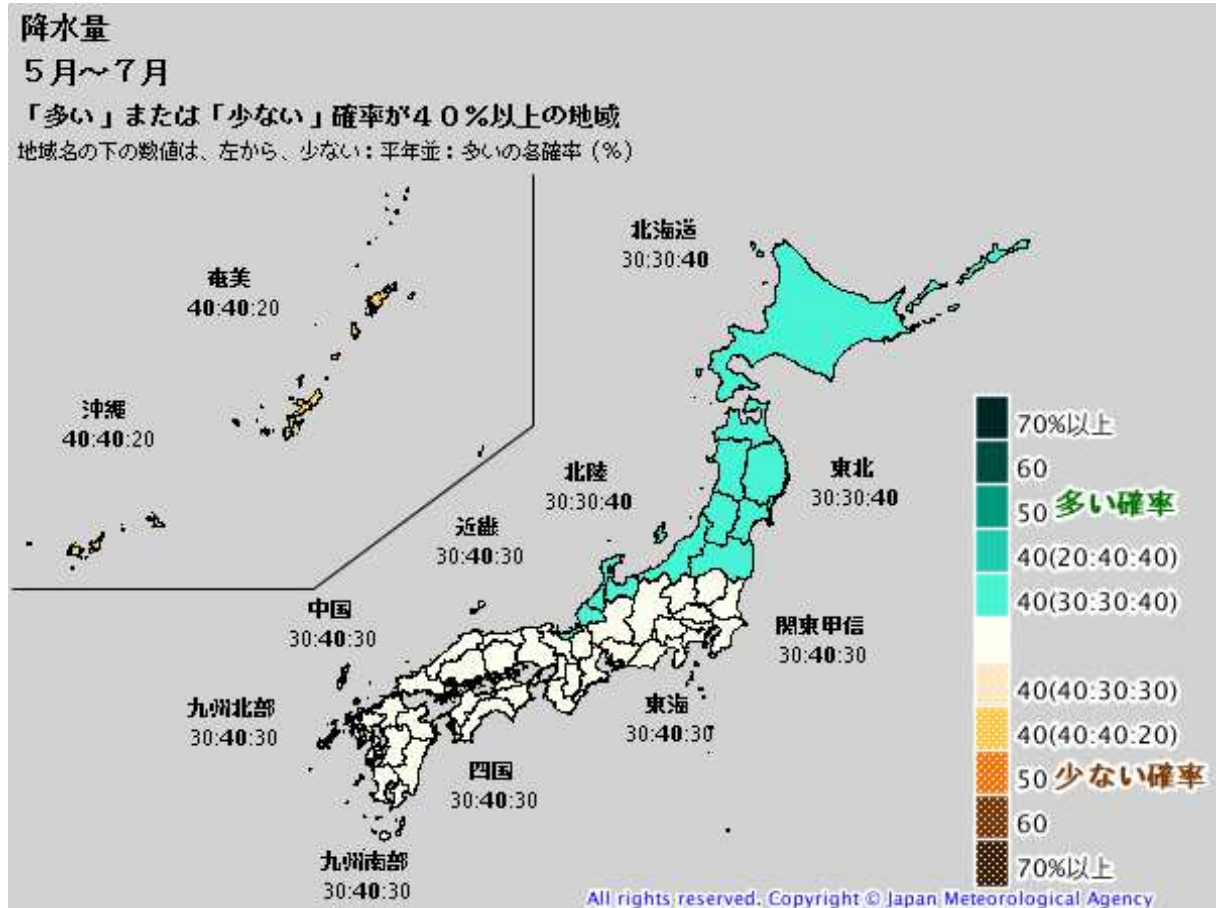 降水量
５月～７月
「多い」または「少ない」確率が４０％以上の地域
地域名の下の数値は、左から、少ない：平年並：多いの各確率（％）
北海道
30:30:40
奄美
40:40:20
沖縄
40:40:20
北陸
30:30:40
東北
30:30:40
近畿
30:40:30
中国
30:40:30
関東甲信
30:40:30
九州北部
30:40:30
東海
30:40:30
四国
30:40:30
九州南部
30:40:30
70%以上
60
50 多い確率
40(20:40:40)
40(30:30:40)
40(40:30:30)
40(40:40:20)
50 少ない確率
60
70%以上
All rights reserved. Copyright © Japan Meteorological Agency